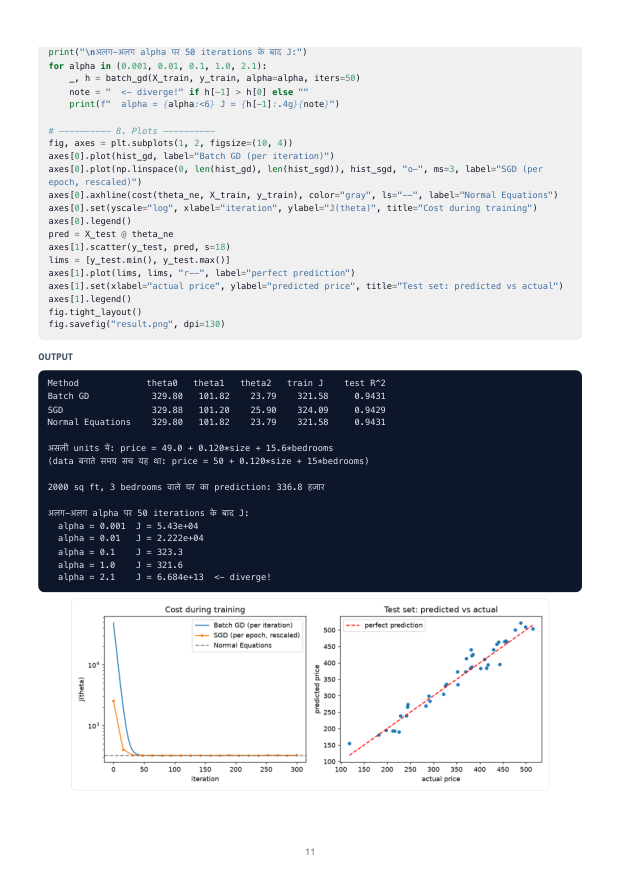 print("\nअलग-अलग alpha पर 50 iterations के बाद J:")
for alpha in (0.001, 0.01, 0.1, 1.0, 2.1):
    _, h = batch_gd(X_train, y_train, alpha=alpha, iters=50)
    note = "  <- diverge!" if h[-1] > h[0] else ""
    print(f"  alpha = {alpha:<6} J = {h[-1]:.4g}{note}")
# —————————— 8. Plots ——————————
fig, axes = plt.subplots(1, 2, figsize=(10, 4))
axes[0].plot(hist_gd, label="Batch GD (per iteration)")
axes[0].plot(np.linspace(0, len(hist_gd), len(hist_sgd)), hist_sgd, "o-", ms=3, label="SGD (per
epoch, rescaled)")
axes[0].axhline(cost(theta_ne, X_train, y_train), color="gray", ls="--", label="Normal Equations")
axes[0].set(yscale="log", xlabel="iteration", ylabel="J(theta)", title="Cost during training")
axes[0].legend()
pred = X_test @ theta_ne
axes[1].scatter(y_test, pred, s=18)
lims = [y_test.min(), y_test.max()]
axes[1].plot(lims, lims, "r--", label="perfect prediction")
axes[1].set(xlabel="actual price", ylabel="predicted price", title="Test set: predicted vs actual")
axes[1].legend()
fig.tight_layout()
fig.savefig("result.png", dpi=130)
OUTPUT
Method             theta0   theta1   theta2   train J    test R^2
Batch GD           329.80   101.82    23.79    321.58      0.9431
SGD                329.88   101.20    25.90    324.09      0.9429
Normal Equations   329.80   101.82    23.79    321.58      0.9431
असली units में: price = 49.0 + 0.120*size + 15.6*bedrooms
(data बनाते समय सच यह था: price = 50 + 0.120*size + 15*bedrooms)
2000 sq ft, 3 bedrooms वाले घर का prediction: 336.8 हजार
अलग-अलग alpha पर 50 iterations के बाद J:
  alpha = 0.001  J = 5.43e+04
  alpha = 0.01   J = 2.222e+04
  alpha = 0.1    J = 323.3
  alpha = 1.0    J = 321.6
  alpha = 2.1    J = 6.684e+13  <- diverge!
Cost during training
Batch GD (per iteration)
SGD (per epoch, rescaled)
Normal Equations
10^4
10^3
J(theta)
0 50 100 150 200 250 300
iteration
Test set: predicted vs actual
perfect prediction
500
450
400
350
300
250
200
150
100
predicted price
100 150 200 250 300 350 400 450 500
actual price
11